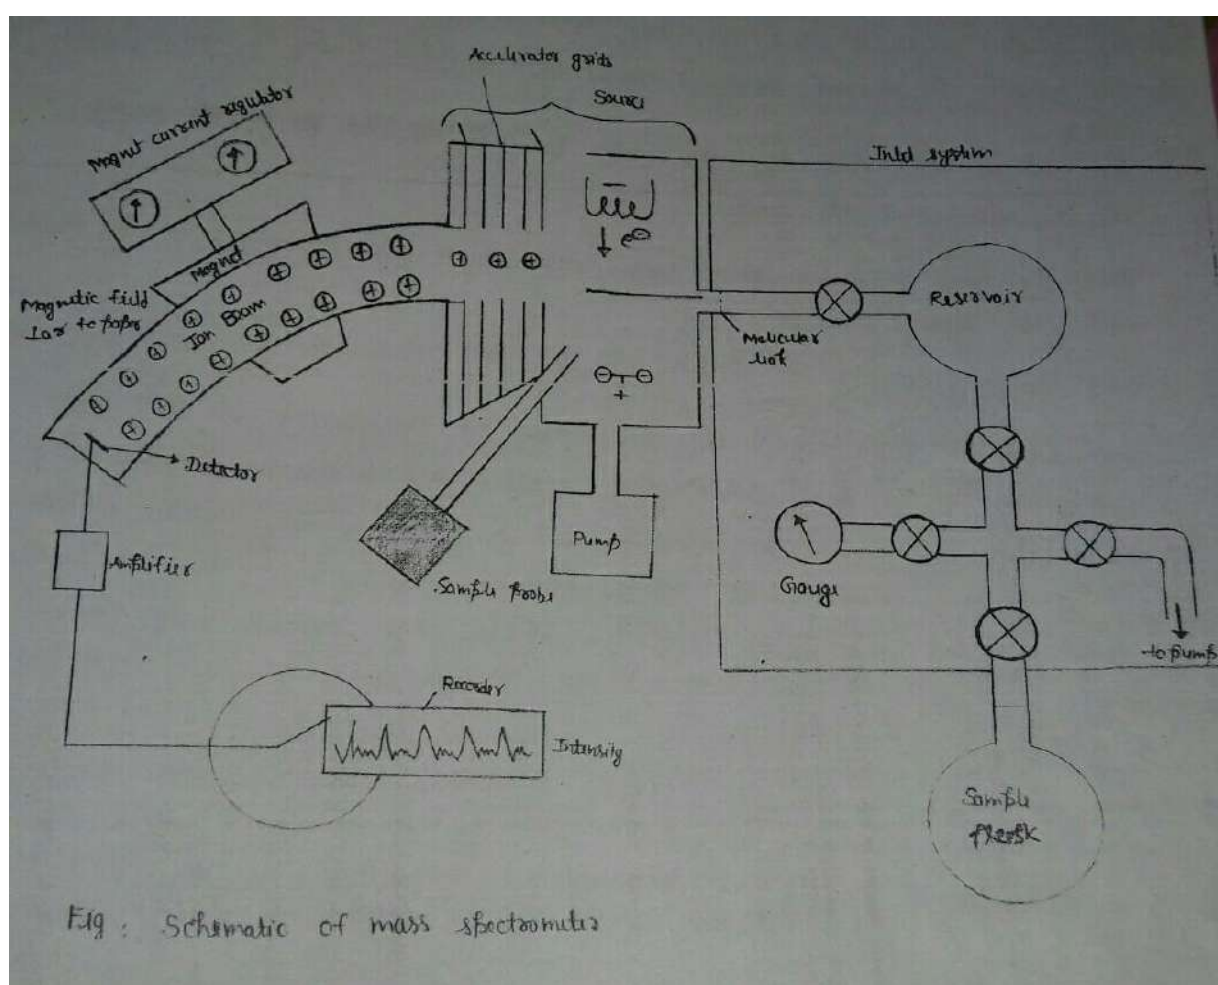 Accelerator grids
Source
Magnet current regulator
Inlet system
Magnet
Ion Beam
Magnetic field
Reservoir
Molecular
leak
Detector
Amplifier
Pump
Sample probe
Gauge
to pump
Recorder
Intensity
Sample
flask
Fig : Schematic of mass spectrometer